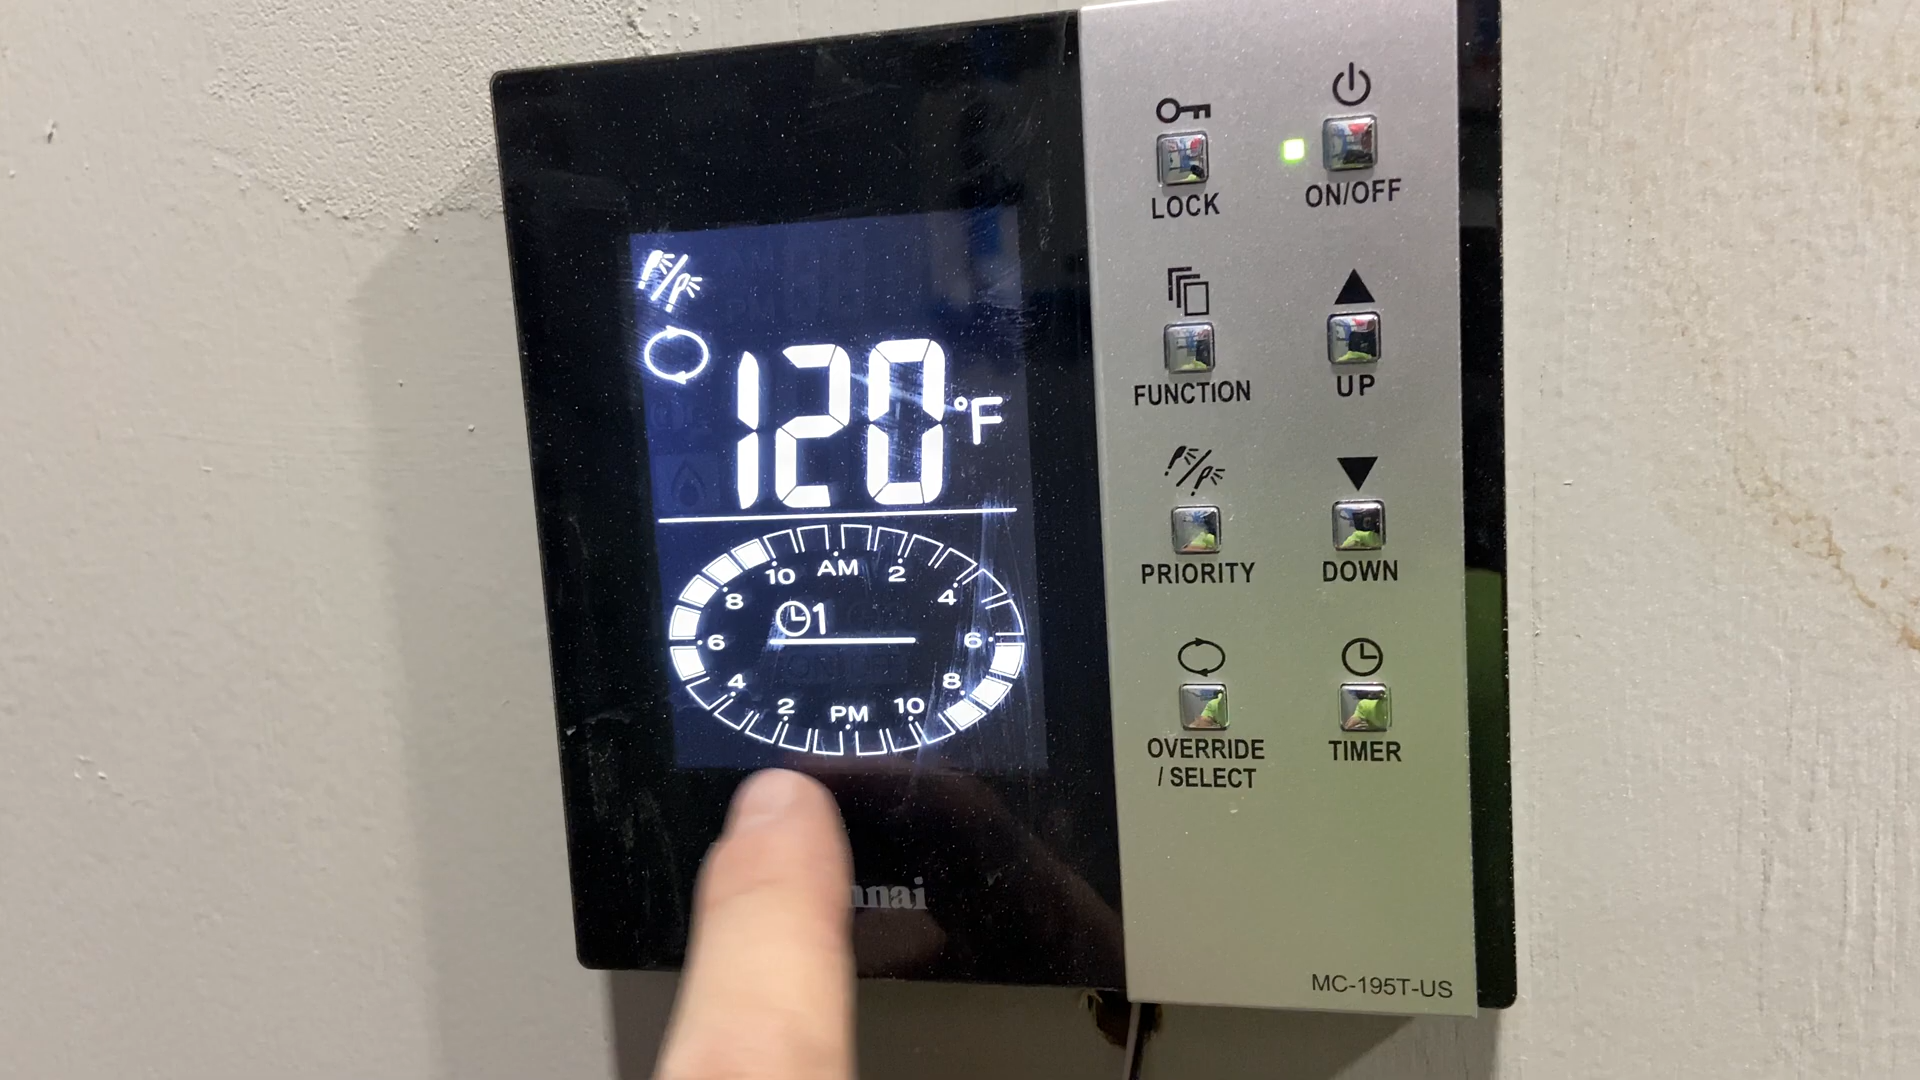 120°F
10 AM 2
8 4
1
6 6
4 8
2 PM 10
nnai
LOCK
ON/OFF
FUNCTION
UP
PRIORITY
DOWN
OVERRIDE
/ SELECT
TIMER
MC-195T-US